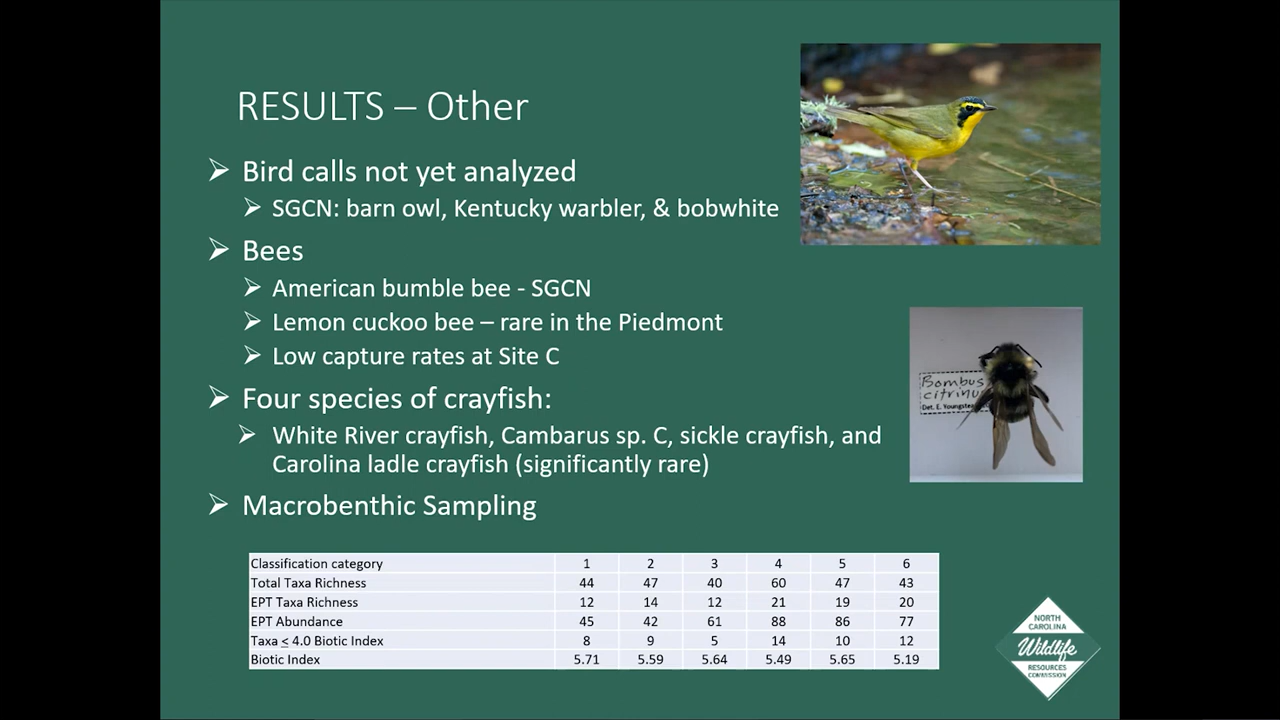 RESULTS – Other
➢ Bird calls not yet analyzed
➢ SGCN: barn owl, Kentucky warbler, & bobwhite
➢ Bees
➢ American bumble bee - SGCN
➢ Lemon cuckoo bee – rare in the Piedmont
➢ Low capture rates at Site C
➢ Four species of crayfish:
➢ White River crayfish, Cambarus sp. C, sickle crayfish, and
Carolina ladle crayfish (significantly rare)
➢ Macrobenthic Sampling
Bombus
citrinus
Det. E. Youngste
Classification category 1 2 3 4 5 6
Total Taxa Richness 44 47 40 60 47 43
EPT Taxa Richness 12 14 12 21 19 20
EPT Abundance 45 42 61 88 86 77
Taxa ≤ 4.0 Biotic Index 8 9 5 14 10 12
Biotic Index 5.71 5.59 5.64 5.49 5.65 5.19
NORTH
CAROLINA
Wildlife
RESOURCES
COMMISSION